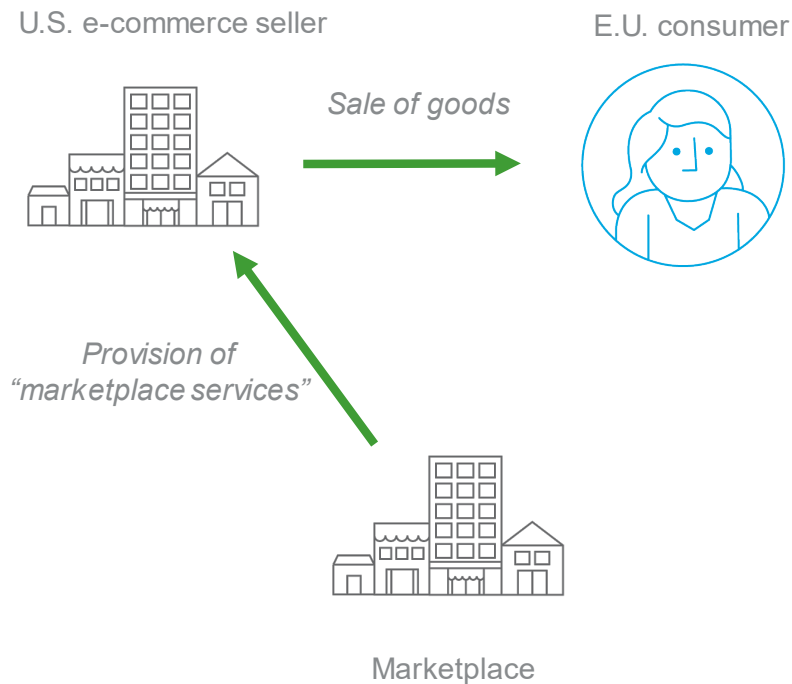 U.S. e-commerce seller
E.U. consumer
Sale of goods
Provision of
“marketplace services”
Marketplace